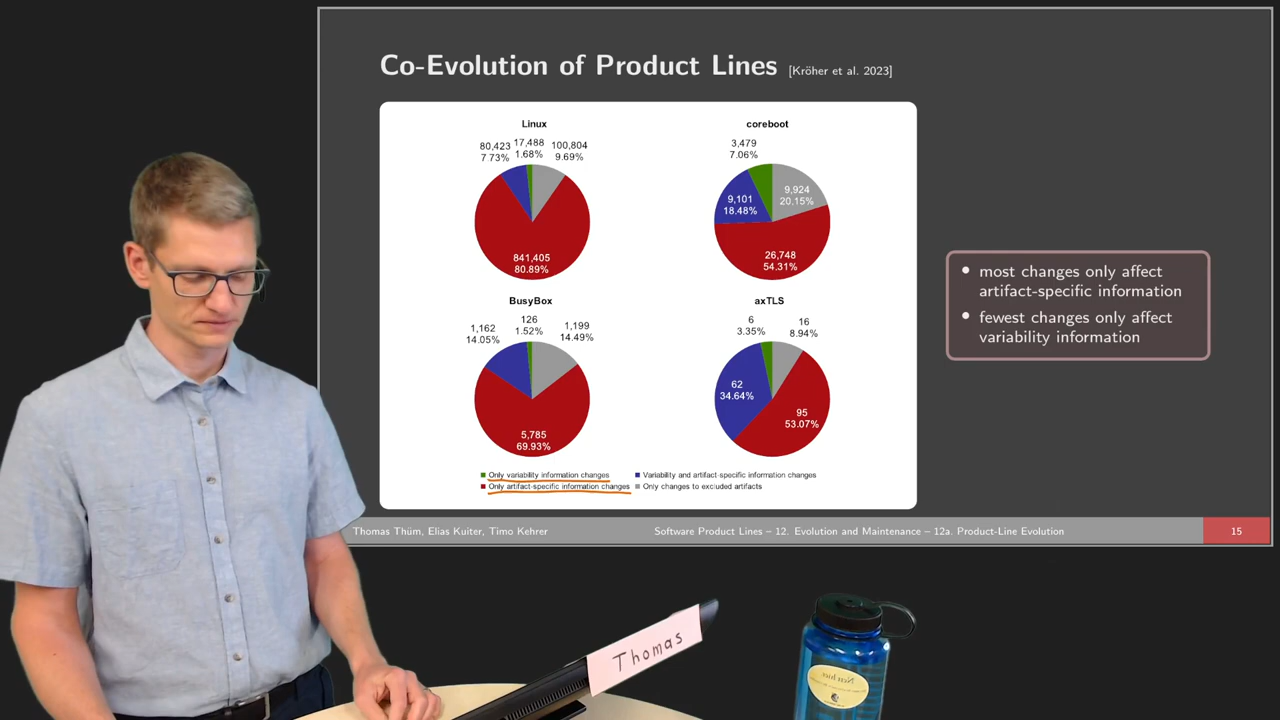 Co-Evolution of Product Lines [Kröher et al. 2023]
Linux
80,423
7.73%
17,488
1.68%
100,804
9.69%
841,405
80.89%
coreboot
3,479
7.06%
9,101
18.48%
9,924
20.15%
26,748
54.31%
BusyBox
1,162
14.05%
126
1.52%
1,199
14.49%
5,785
69.93%
axTLS
6
3.35%
16
8.94%
62
34.64%
95
53.07%
Only variability information changes
Variability and artifact-specific information changes
Only artifact-specific information changes
Only changes to excluded artifacts
• most changes only affect
artifact-specific information
• fewest changes only affect
variability information
Thomas Thüm, Elias Kuiter, Timo Kehrer
Software Product Lines – 12. Evolution and Maintenance – 12a. Product-Line Evolution
15
Thomas